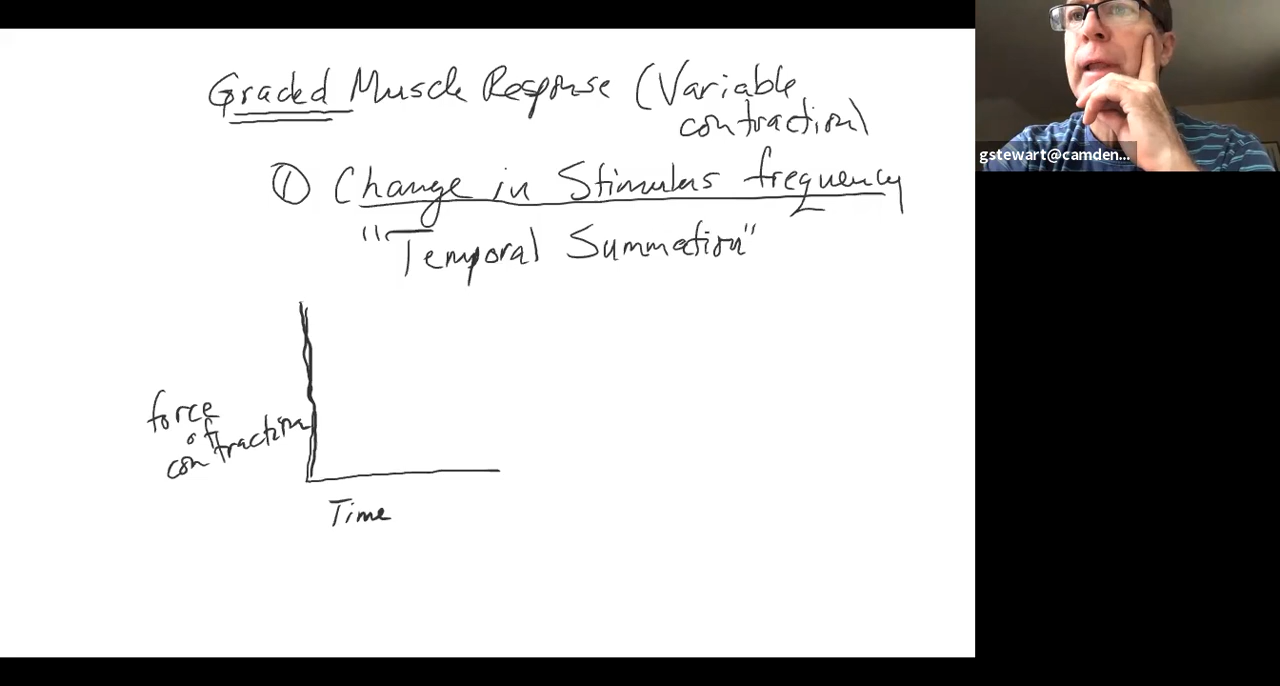 Graded Muscle Response (Variable
contraction)
① Change in Stimulus frequency
"Temporal Summation"
force
of
contraction
Time
gstewart@camden...